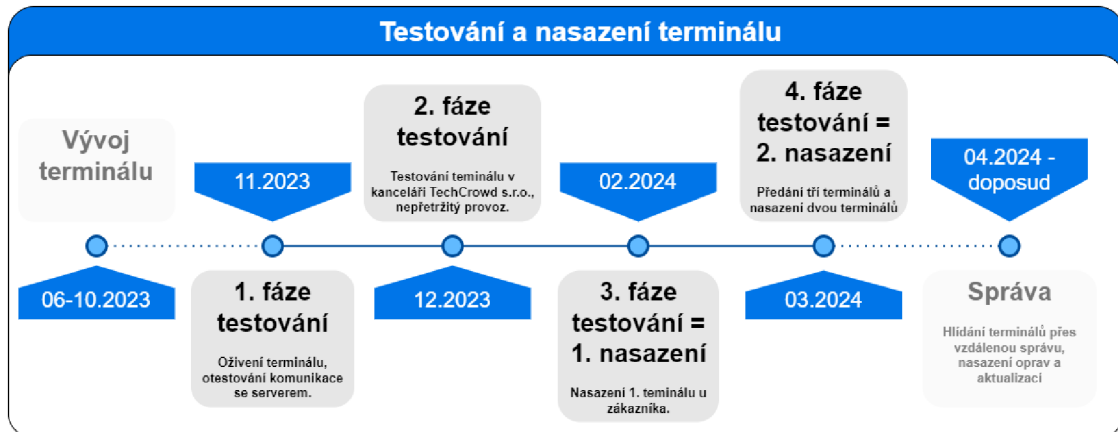 Testování a nasazení terminálu
Vývoj
terminálu
06-10.2023
11.2023
1. fáze
testování
Oživení terminálu,
otestování komunikace
se serverem.
2. fáze
testování
Testování teminálu v
kanceláři TechCrowd s.r.o.,
nepřetržitý provoz.
12.2023
02.2024
3. fáze
testování =
1. nasazení
Nasazení 1. teminálu u
zákazníka.
4. fáze
testování =
2. nasazení
Předání tří terminálů a
nasazení dvou terminálů
03.2024
04.2024 -
doposud
Správa
Hlídání terminálů přes
vzdálenou správu,
nasazení oprav a
aktualizací